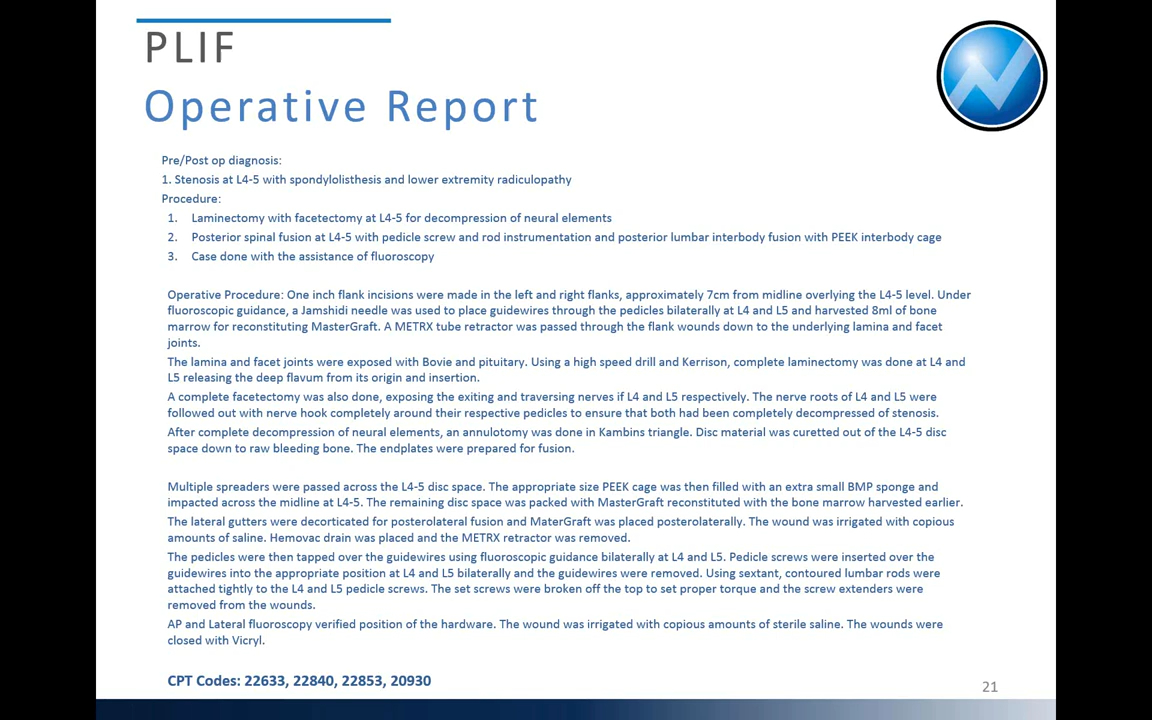 PLIF
Operative Report
Pre/Post op diagnosis:
1. Stenosis at L4-5 with spondylolisthesis and lower extremity radiculopathy
Procedure:
1. Laminectomy with facetectomy at L4-5 for decompression of neural elements
2. Posterior spinal fusion at L4-5 with pedicle screw and rod instrumentation and posterior lumbar interbody fusion with PEEK interbody cage
3. Case done with the assistance of fluoroscopy
Operative Procedure: One inch flank incisions were made in the left and right flanks, approximately 7cm from midline overlying the L4-5 level. Under
fluoroscopic guidance, a Jamshidi needle was used to place guidewires through the pedicles bilaterally at L4 and L5 and harvested 8ml of bone
marrow for reconstituting MasterGraft. A METRX tube retractor was passed through the flank wounds down to the underlying lamina and facet
joints.
The lamina and facet joints were exposed with Bovie and pituitary. Using a high speed drill and Kerrison, complete laminectomy was done at L4 and
L5 releasing the deep flavum from its origin and insertion.
A complete facetectomy was also done, exposing the exiting and traversing nerves if L4 and L5 respectively. The nerve roots of L4 and L5 were
followed out with nerve hook completely around their respective pedicles to ensure that both had been completely decompressed of stenosis.
After complete decompression of neural elements, an annulotomy was done in Kambins triangle. Disc material was curetted out of the L4-5 disc
space down to raw bleeding bone. The endplates were prepared for fusion.
Multiple spreaders were passed across the L4-5 disc space. The appropriate size PEEK cage was then filled with an extra small BMP sponge and
impacted across the midline at L4-5. The remaining disc space was packed with MasterGraft reconstituted with the bone marrow harvested earlier.
The lateral gutters were decorticated for posterolateral fusion and MaterGraft was placed posterolaterally. The wound was irrigated with copious
amounts of saline. Hemovac drain was placed and the METRX retractor was removed.
The pedicles were then tapped over the guidewires using fluoroscopic guidance bilaterally at L4 and L5. Pedicle screws were inserted over the
guidewires into the appropriate position at L4 and L5 bilaterally and the guidewires were removed. Using sextant, contoured lumbar rods were
attached tightly to the L4 and L5 pedicle screws. The set screws were broken off the top to set proper torque and the screw extenders were
removed from the wounds.
AP and Lateral fluoroscopy verified position of the hardware. The wound was irrigated with copious amounts of sterile saline. The wounds were
closed with Vicryl.
CPT Codes: 22633, 22840, 22853, 20930
21